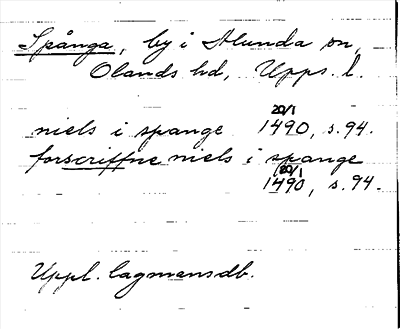 Spånga, by i Alunda sn,
Olands hd, Upps. l.
niels i spange 20/1 1490, s. 94.
forscriffne niels i spange
(20/1 1490, s. 94.
Uppl. lagmansdb.